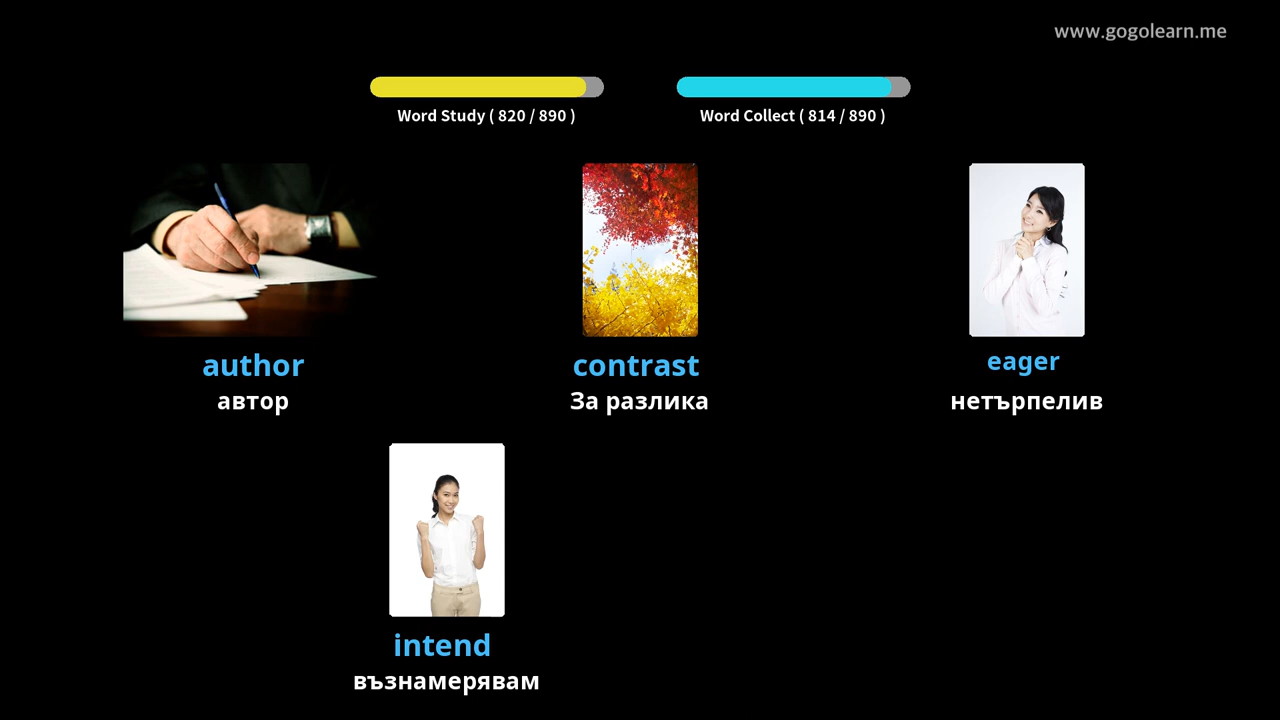 www.gogolearn.me
Word Study ( 820 / 890 )
Word Collect ( 814 / 890 )
author
автор
contrast
За разлика
eager
нетърпелив
intend
възнамерявам